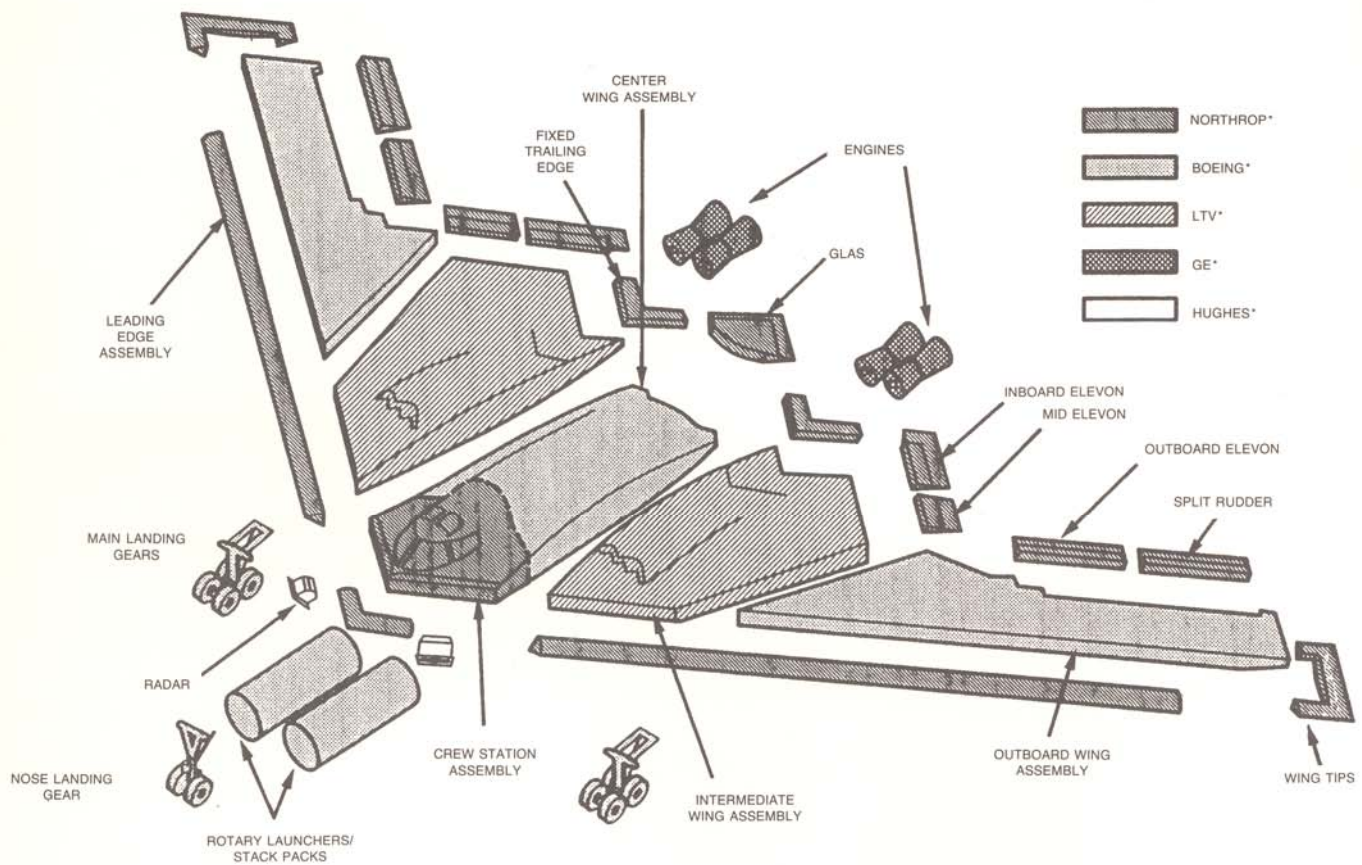 CENTER
WING ASSEMBLY
FIXED
TRAILING
EDGE
ENGINES
NORTHROP*
BOEING*
LTV*
GE*
HUGHES*
GLAS
LEADING
EDGE
ASSEMBLY
INBOARD ELEVON
MID ELEVON
OUTBOARD ELEVON
SPLIT RUDDER
MAIN LANDING
GEARS
RADAR
NOSE LANDING
GEAR
CREW STATION
ASSEMBLY
OUTBOARD WING
ASSEMBLY
WING TIPS
INTERMEDIATE
WING ASSEMBLY
ROTARY LAUNCHERS/
STACK PACKS